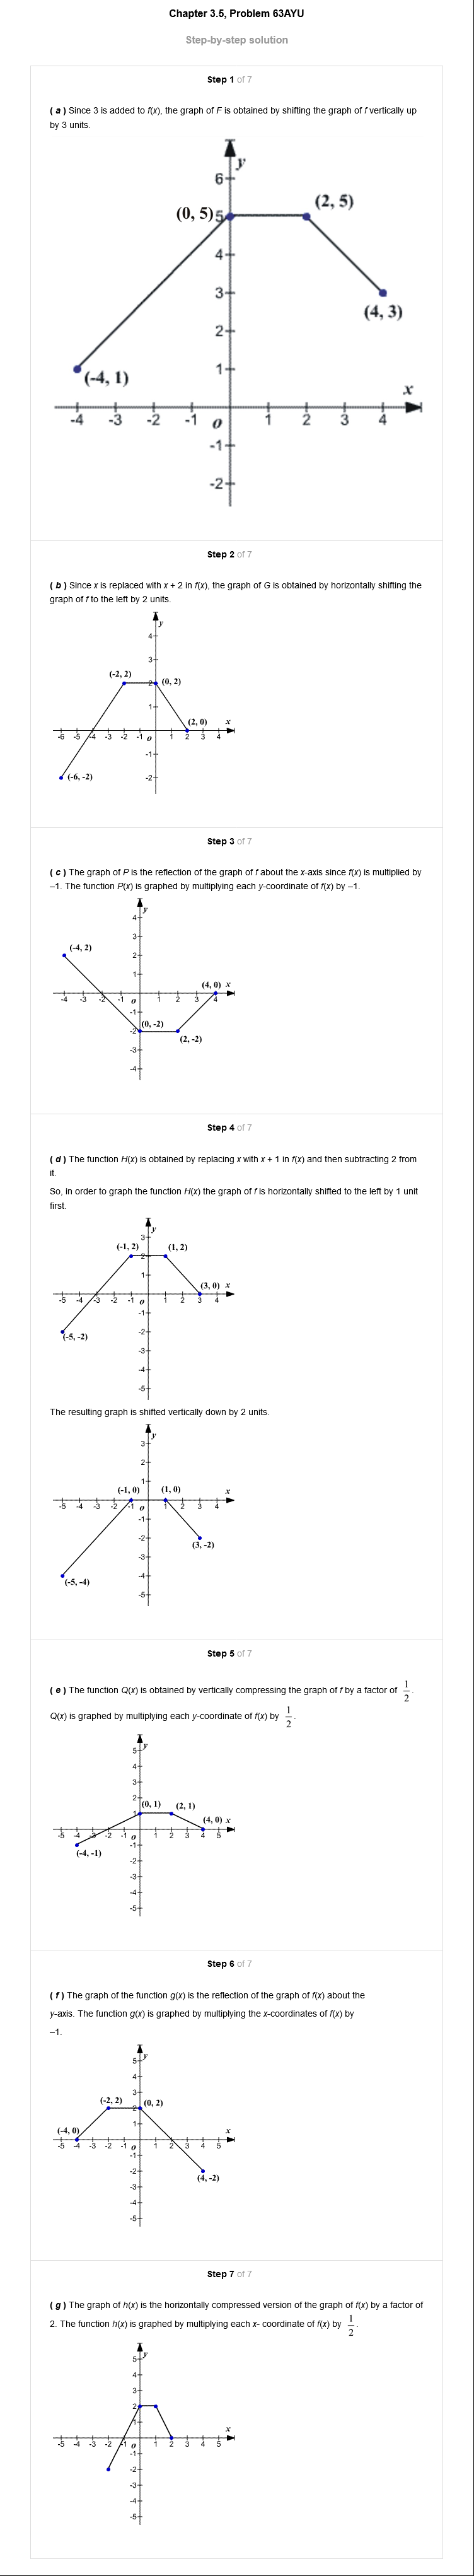 Chapter 3.5, Problem 63AYU
Step-by-step solution
Step 1 of 7
( a ) Since 3 is added to f(x), the graph of F is obtained by shifting the graph of f vertically up
by 3 units.
y
6
(0, 5) 5 (2, 5)
4
3
(4, 3)
2
1
(-4, 1)
x
-4 -3 -2 -1 O 1 2 3 4
-1
-2
Step 2 of 7
( b ) Since x is replaced with x + 2 in f(x), the graph of G is obtained by horizontally shifting the
graph of f to the left by 2 units.
y
4
3
(-2, 2)
2 (0, 2)
1
(2, 0) x
-6 -5 -4 -3 -2 -1 o 1 2 3 4
-1
(-6, -2) -2
Step 3 of 7
( c ) The graph of P is the reflection of the graph of f about the x-axis since f(x) is multiplied by
–1. The function P(x) is graphed by multiplying each y-coordinate of f(x) by –1.
y
4
3
(-4, 2) 2
1
(4, 0) x
-4 -3 -2 -1 o 1 2 3 4
-1
-2 (0, -2)
(2, -2)
-3
-4
Step 4 of 7
( d ) The function H(x) is obtained by replacing x with x + 1 in f(x) and then subtracting 2 from
it.
So, in order to graph the function H(x) the graph of f is horizontally shifted to the left by 1 unit
first.
y
3
(-1, 2) 2 (1, 2)
1
(3, 0) x
-5 -4 -3 -2 -1 o 1 2 3 4
-1
(-5, -2) -2
-3
-4
-5
The resulting graph is shifted vertically down by 2 units.
y
3
2
1
(-1, 0) (1, 0) x
-5 -4 -3 -2 -1 o 1 2 3 4
-1
-2
(3, -2)
-3
-4
(-5, -4)
-5
Step 5 of 7
( e ) The function Q(x) is obtained by vertically compressing the graph of f by a factor of 1/2.
Q(x) is graphed by multiplying each y-coordinate of f(x) by 1/2.
y
5
4
3
2
1 (0, 1) (2, 1)
(4, 0) x
-5 -4 -3 -2 -1 o 1 2 3 4 5
-1
(-4, -1)
-2
-3
-4
-5
Step 6 of 7
( f ) The graph of the function g(x) is the reflection of the graph of f(x) about the
y-axis. The function g(x) is graphed by multiplying the x-coordinates of f(x) by
–1.
y
5
4
3
(-2, 2) 2 (0, 2)
1
(-4, 0) x
-5 -4 -3 -2 -1 o 1 2 3 4 5
-1
-2
(4, -2)
-3
-4
-5
Step 7 of 7
( g ) The graph of h(x) is the horizontally compressed version of the graph of f(x) by a factor of
2. The function h(x) is graphed by multiplying each x- coordinate of f(x) by 1/2.
y
5
4
3
2
1
x
-5 -4 -3 -2 -1 o 1 2 3 4 5
-1
-2
-3
-4
-5